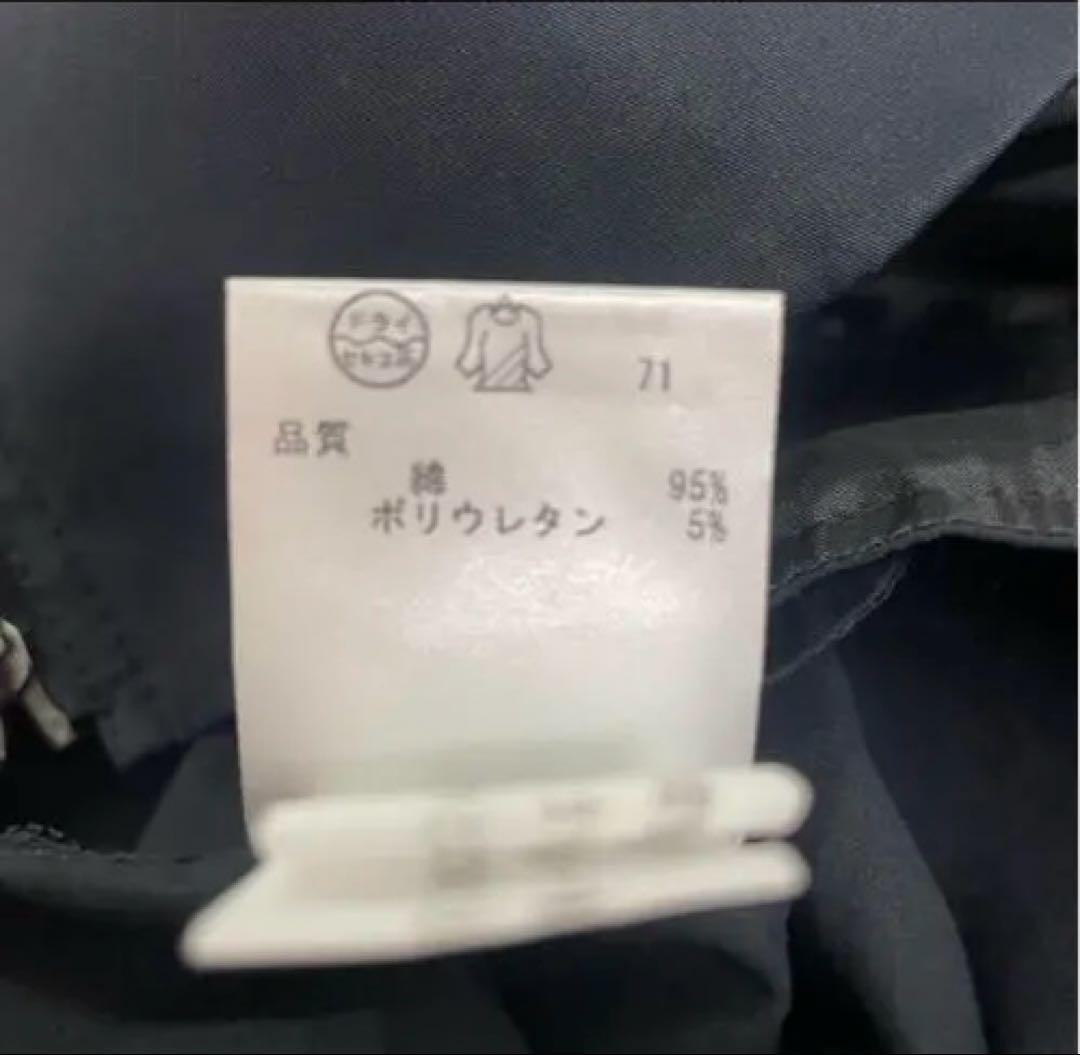 ドライ
セキユ系
71
品質
綿 95%
ポリウレタン 5%